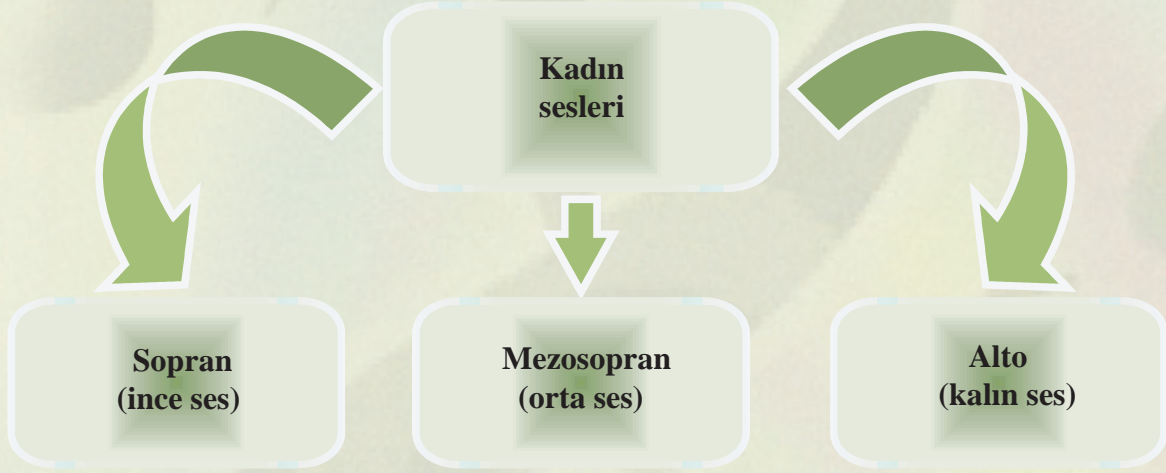 Kadın
sesleri
Sopran
(ince ses)
Mezosopran
(orta ses)
Alto
(kalın ses)